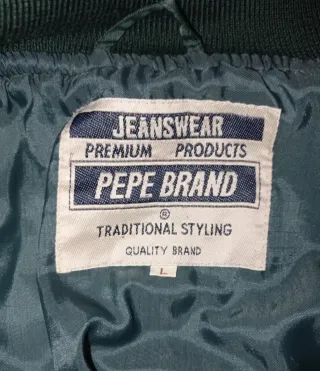 JEANSWEAR
PREMIUM PRODUCTS
PEPE BRAND
®
TRADITIONAL STYLING
QUALITY BRAND
L